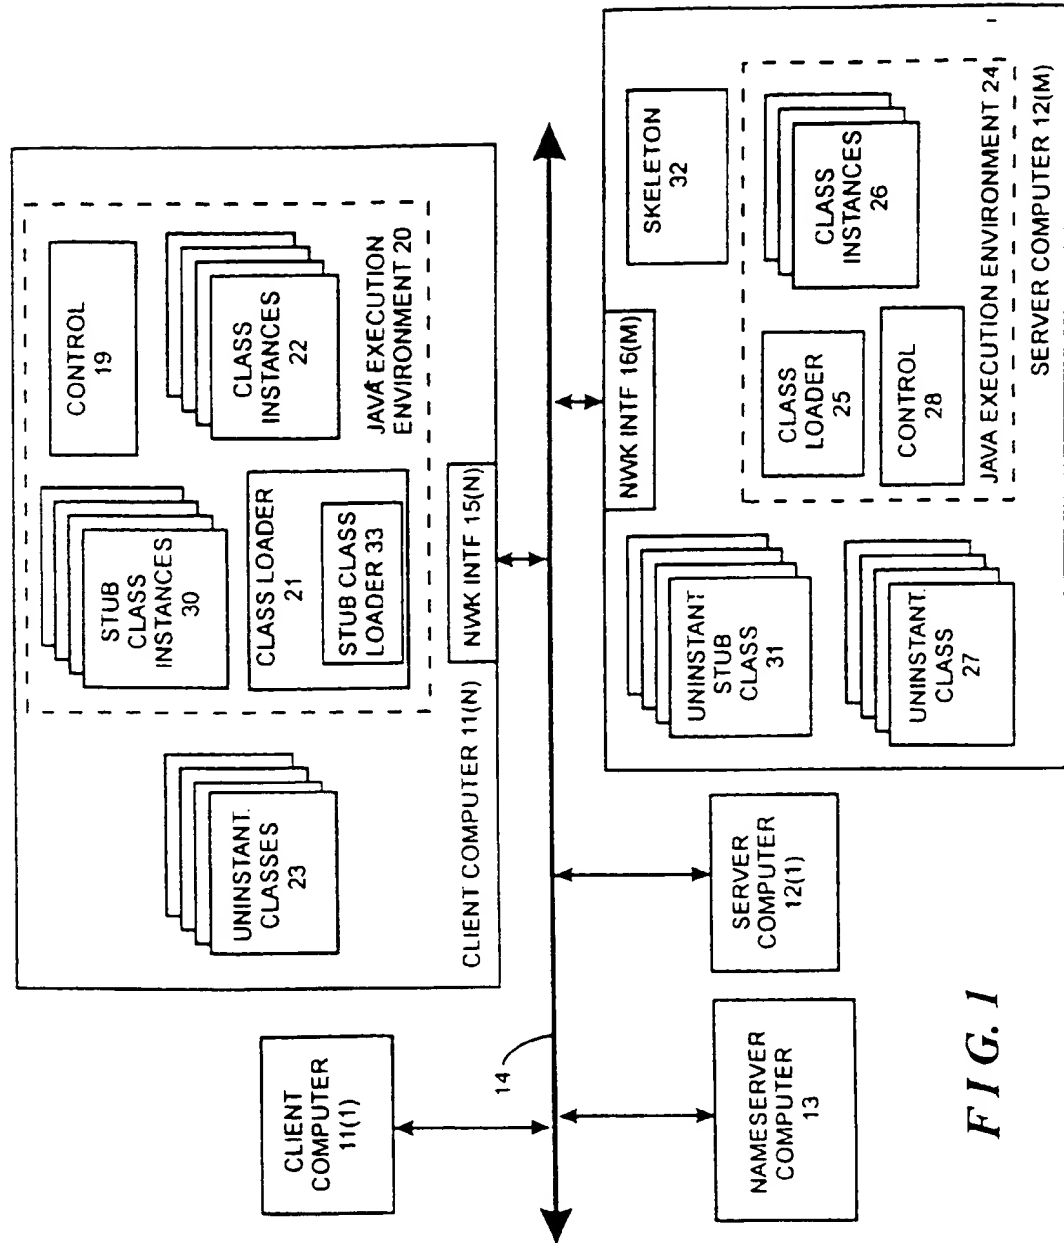 CLIENT
COMPUTER
11(1)
14
NAMESERVER
COMPUTER
13
SERVER
COMPUTER
12(1)
CLIENT COMPUTER 11(N)
UNINSTANT.
CLASSES
23
STUB
CLASS
INSTANCES
30
CONTROL
19
CLASS LOADER
21
STUB CLASS
LOADER 33
CLASS
INSTANCES
22
JAVA EXECUTION
ENVIRONMENT 20
NWK INTF 15(N)
NWK INTF 16(M)
SKELETON
32
UNINSTANT
STUB
CLASS
31
UNINSTANT.
CLASS
27
CLASS
LOADER
25
CONTROL
28
CLASS
INSTANCES
26
JAVA EXECUTION ENVIRONMENT 24
SERVER COMPUTER 12(M)
FIG. 1